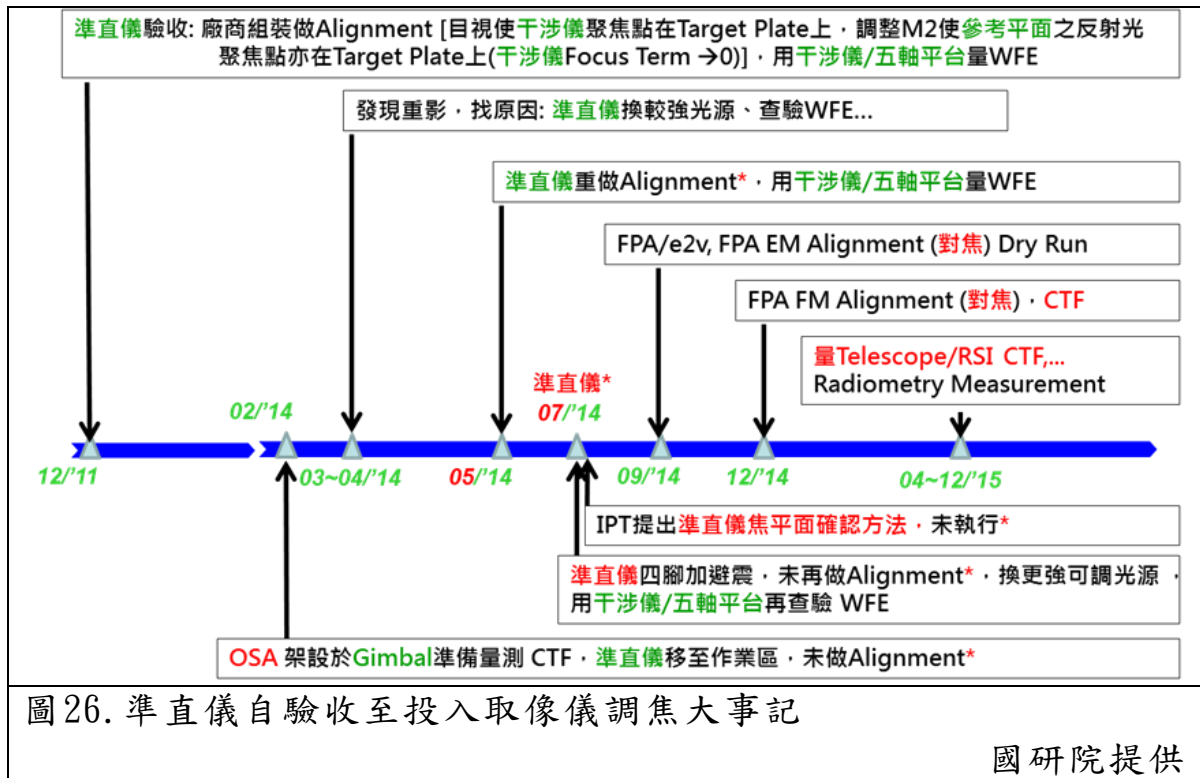 準直儀驗收: 廠商組裝做Alignment [目視使干涉儀聚焦點在Target Plate上，調整M2使參考平面之反射光
聚焦點亦在Target Plate上(干涉儀Focus Term →0)]，用干涉儀/五軸平台量WFE
發現重影，找原因: 準直儀換較強光源、查驗WFE...
準直儀重做Alignment*，用干涉儀/五軸平台量WFE
FPA/e2v, FPA EM Alignment (對焦) Dry Run
FPA FM Alignment (對焦)，CTF
量Telescope/RSI CTF,...
Radiometry Measurement
準直儀*
02/'14
07/'14
12/'11
03~04/'14
05/'14
09/'14
12/'14
04~12/'15
IPT提出準直儀焦平面確認方法，未執行*
準直儀四腳加避震，未再做Alignment*，換更強可調光源，
用干涉儀/五軸平台再查驗 WFE
OSA 架設於Gimbal準備量測 CTF，準直儀移至作業區，未做Alignment*
圖26.準直儀自驗收至投入取像儀調焦大事記
國研院提供